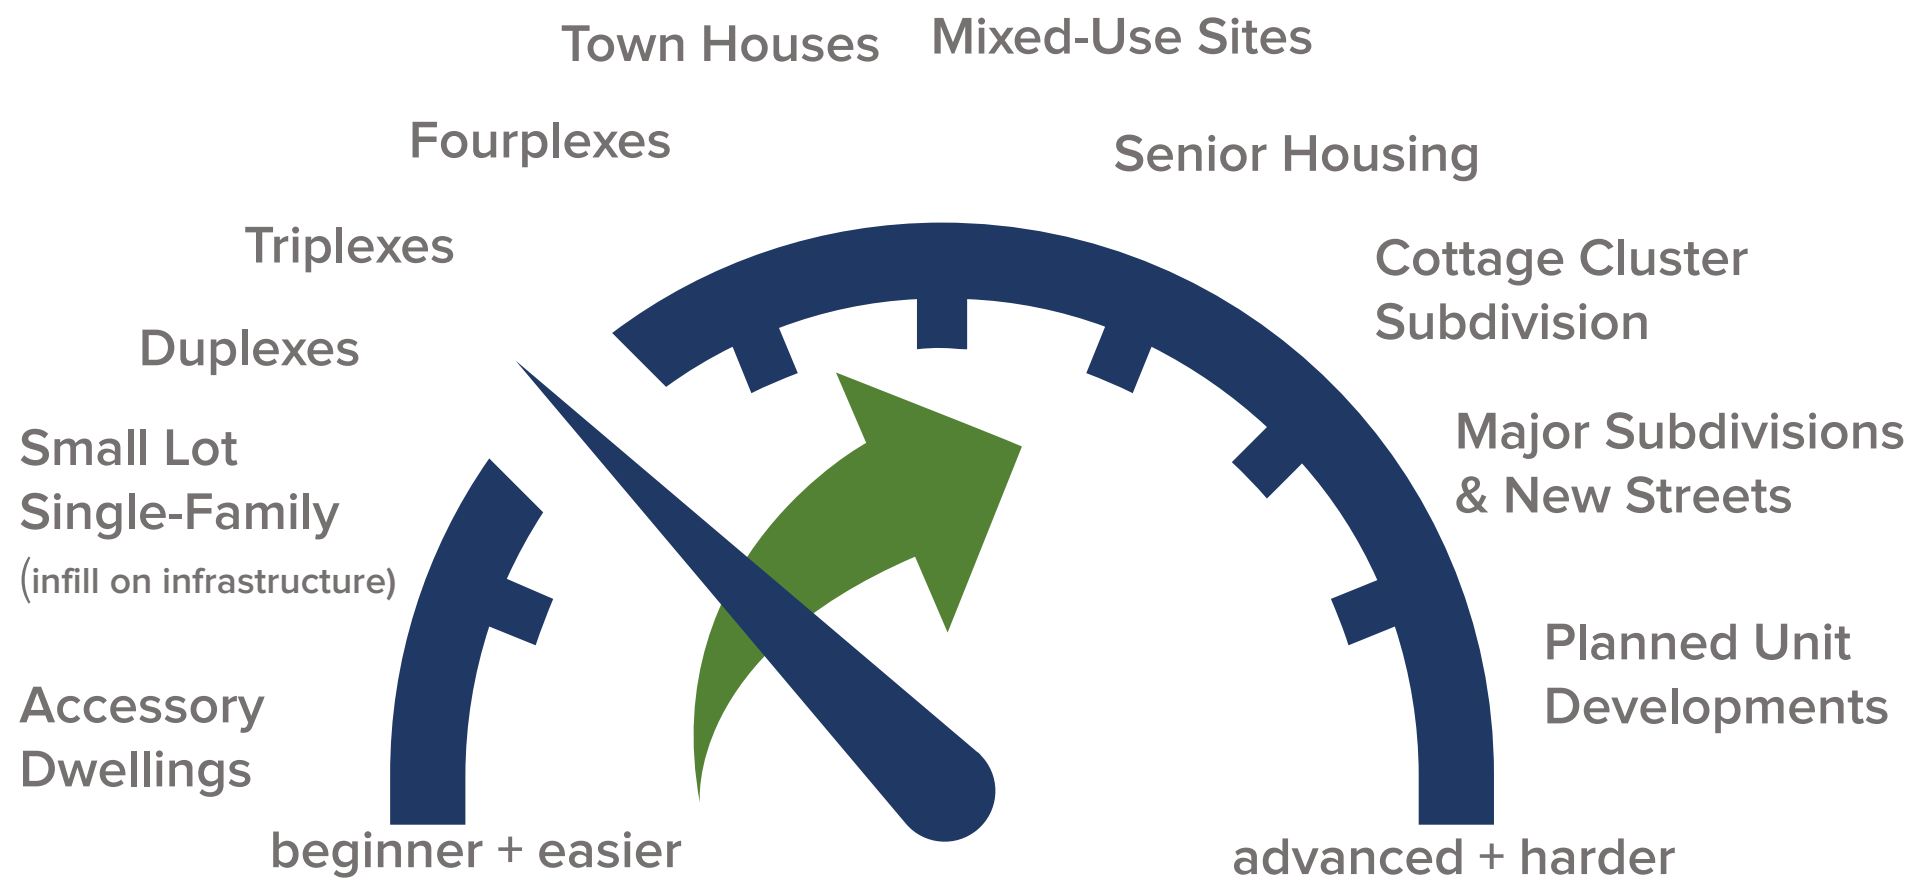 Town Houses
Mixed-Use Sites
Fourplexes
Senior Housing
Triplexes
Cottage Cluster
Subdivision
Duplexes
Small Lot
Single-Family
(infill on infrastructure)
Major Subdivisions
& New Streets
Accessory
Dwellings
Planned Unit
Developments
beginner + easier
advanced + harder